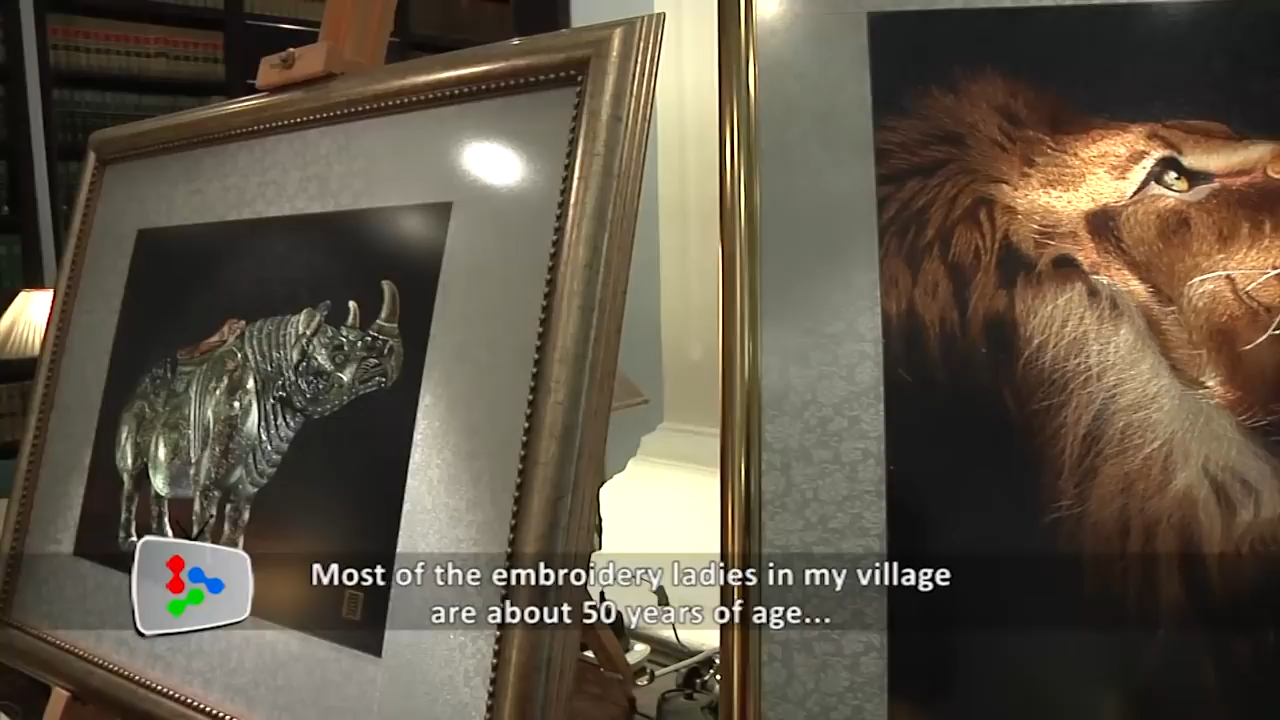 Most of the embroidery ladies in my village
are about 50 years of age...